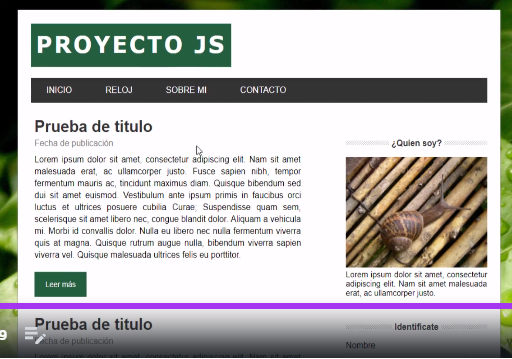 PROYECTO JS
INICIO RELOJ SOBRE MI CONTACTO
Prueba de titulo
Fecha de publicación
Lorem ipsum dolor sit amet, consectetur adipiscing elit. Nam sit amet
malesuada erat, ac ullamcorper justo. Fusce sapien nibh, tempor
fermentum mauris ac, tincidunt maximus diam. Quisque bibendum sed
dui sit amet euismod. Vestibulum ante ipsum primis in faucibus orci
luctus et ultrices posuere cubilia Curae; Suspendisse quam sem,
scelerisque sit amet libero nec, congue blandit dolor. Aliquam a vehicula
mi. Morbi id convallis dolor. Nulla eu libero nec nulla fermentum viverra
quis at magna. Quisque rutrum augue nulla, bibendum viverra sapien
viverra vel. Quisque malesuada ultrices felis eu porttitor.
Leer más
¿Quien soy?
Lorem ipsum dolor sit amet, consectetur
adipiscing elit. Nam sit amet malesuada
erat, ac ullamcorper justo.
Prueba de titulo
Fecha de publicación
Identificate
Nombre
9